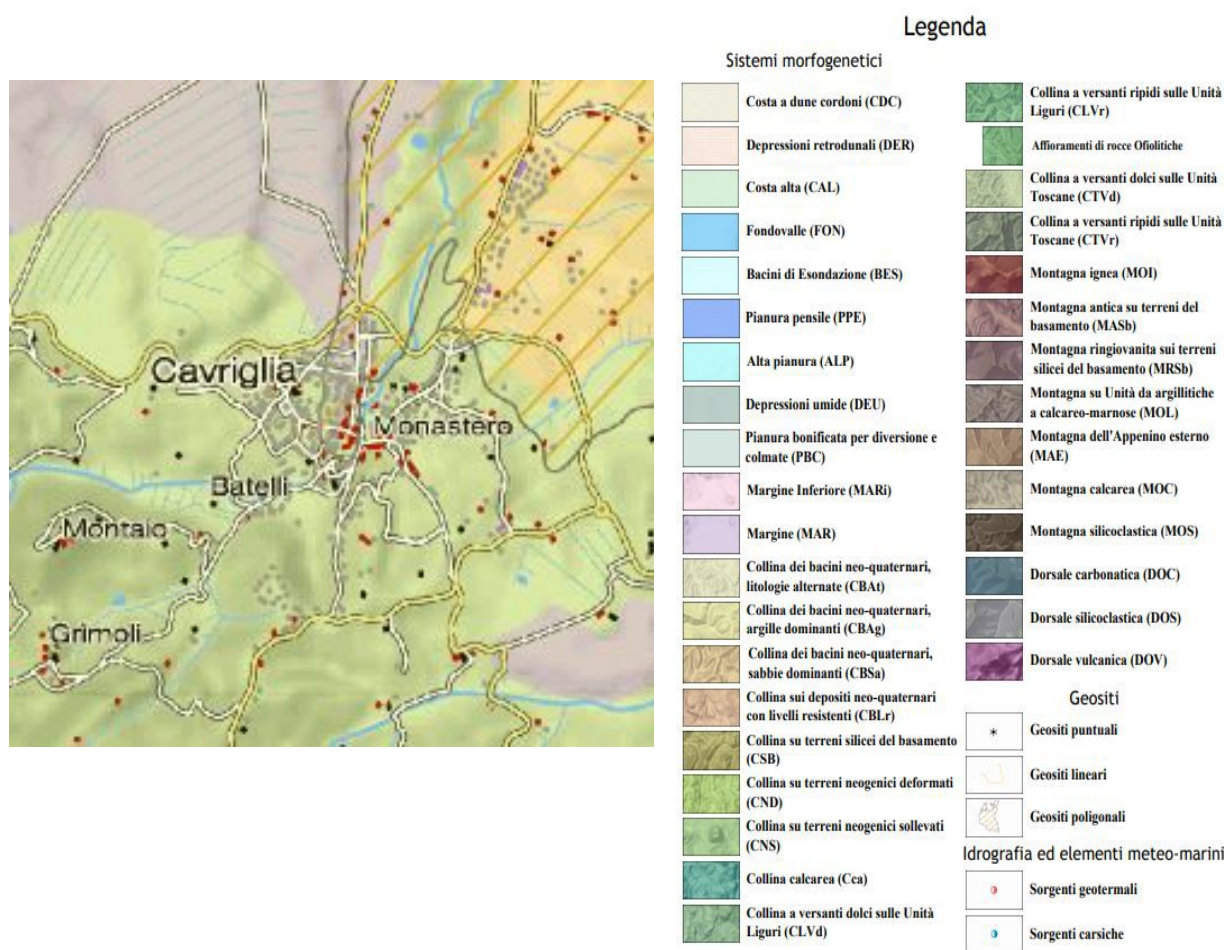 Legenda
Sistemi morfogenetici
Costa a dune cordoni (CDC)
Depressioni retrodunali (DER)
Costa alta (CAL)
Fondovalle (FON)
Bacini di Esondazione (BES)
Pianura pensile (PPE)
Alta pianura (ALP)
Depressioni umide (DEU)
Pianura bonificata per diversione e
colmate (PBC)
Margine Inferiore (MARi)
Margine (MAR)
Collina dei bacini neo-quaternari,
litologie alternate (CBAt)
Collina dei bacini neo-quaternari,
argille dominanti (CBAg)
Collina dei bacini neo-quaternari,
sabbie dominanti (CBSa)
Collina sui depositi neo-quaternari
con livelli resistenti (CBLr)
Collina su terreni silicei del basamento
(CSB)
Collina su terreni neogenici deformati
(CND)
Collina su terreni neogenici sollevati
(CNS)
Collina calcarea (Cca)
Collina a versanti dolci sulle Unità
Liguri (CLVd)
Collina a versanti ripidi sulle Unità
Liguri (CLVr)
Affioramenti di rocce Ofiolitiche
Collina a versanti dolci sulle Unità
Toscane (CTVd)
Collina a versanti ripidi sulle Unità
Toscane (CTVr)
Montagna ignea (MOI)
Montagna antica su terreni del
basamento (MASb)
Montagna ringiovanita sui terreni
silicei del basamento (MRSb)
Montagna su Unità da argillitiche
a calcareo-marnose (MOL)
Montagna dell'Appenino esterno
(MAE)
Montagna calcarea (MOC)
Montagna silicoclastica (MOS)
Dorsale carbonatica (DOC)
Dorsale silicoclastica (DOS)
Dorsale vulcanica (DOV)
Geositi
Geositi puntuali
Geositi lineari
Geositi poligonali
Idrografia ed elementi meteo-marini
Sorgenti geotermali
Sorgenti carsiche
Cavriglia
Monastero
Batelli
Montaio
Grimoli